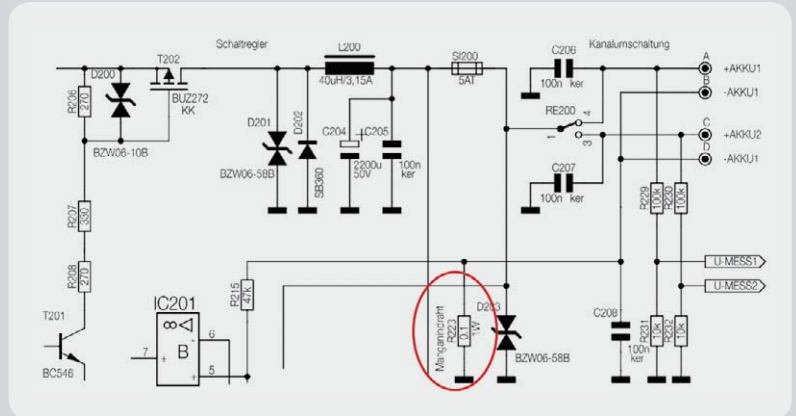 Schaltregler
L200
40uH/3,15A
SI200
5AT
C206
100n ker
Kanalumschaltung
A
+AKKU1
B
-AKKU1
C
+AKKU2
D
-AKKU1
T202
BUZ272
KK
D200
BZW06-10B
R206
270
R207
330
R208
270
T201
BC546
IC201
8
B
7
6
5
-
+
+
R215
47k
D201
BZW06-58B
D202
SB360
C204
+
2200u
50V
C205
100n
ker
RE200
1
4
3
C207
100n ker
R229
100k
R230
100k
U-MESS1
U-MESS2
Manganindraht
R223
0.1
1W
D203
BZW06-58B
C208
100n
ker
R231
10k
R232
10k